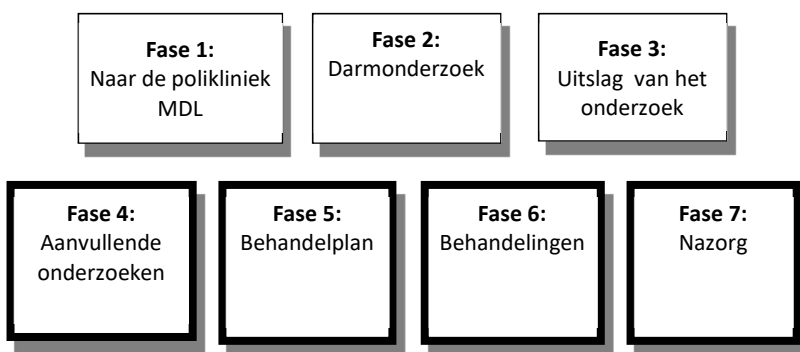 Fase 1:
Naar de polikliniek
MDL
Fase 2:
Darmonderzoek
Fase 3:
Uitslag van het
onderzoek
Fase 4:
Aanvullende
onderzoeken
Fase 5:
Behandelplan
Fase 6:
Behandelingen
Fase 7:
Nazorg